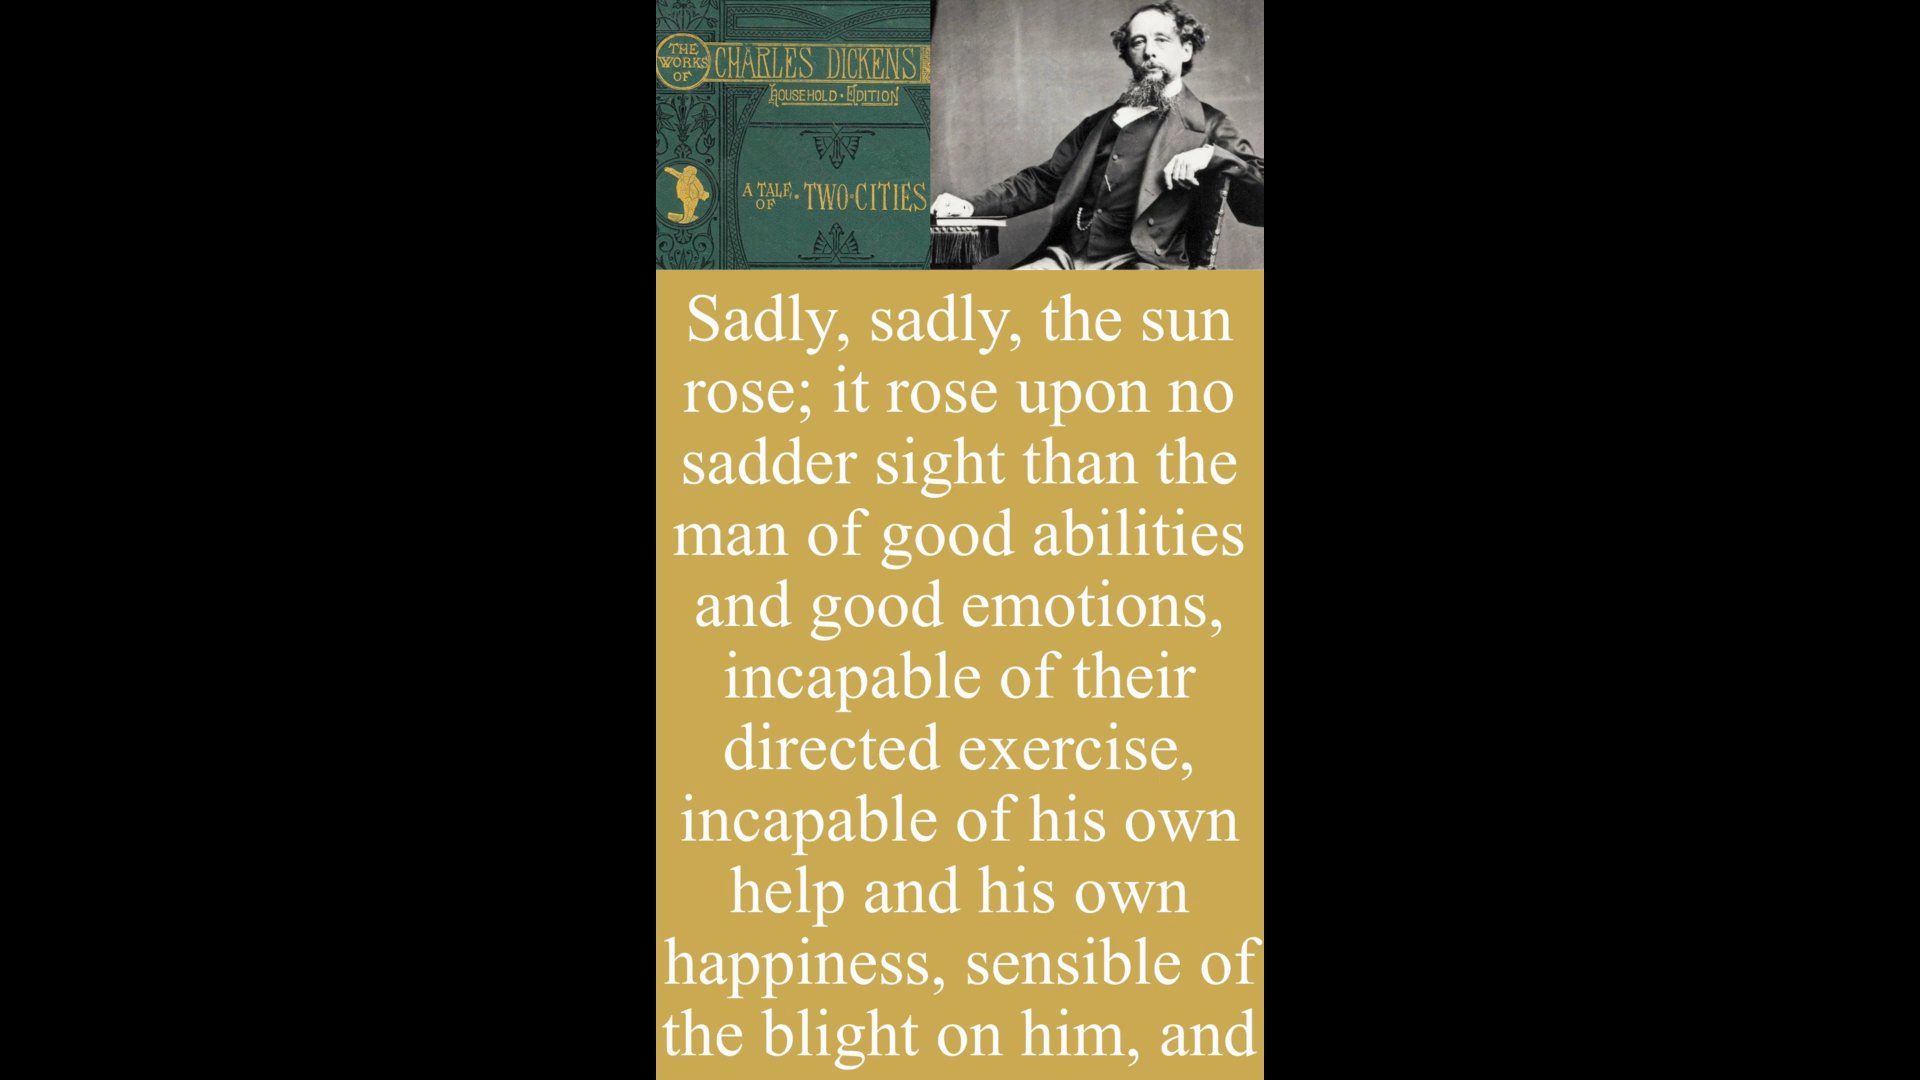 THE
WORKS
OF
CHARLES DICKENS
HOUSEHOLD · EDITION
A TALE OF · TWO · CITIES
Sadly, sadly, the sun
rose; it rose upon no
sadder sight than the
man of good abilities
and good emotions,
incapable of their
directed exercise,
incapable of his own
help and his own
happiness, sensible of
the blight on him, and